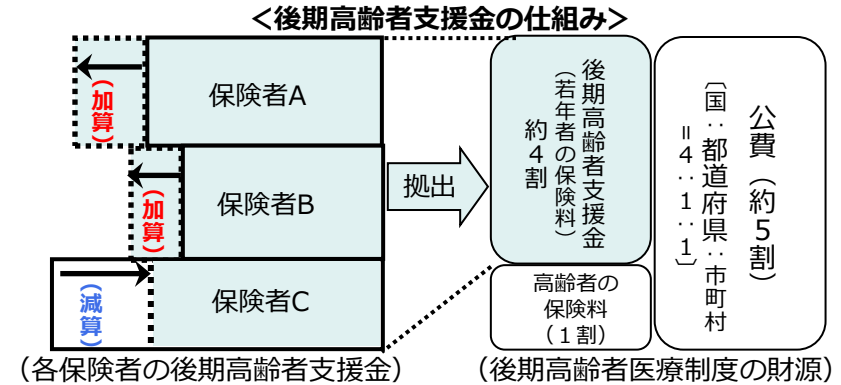 ＜後期高齢者支援金の仕組み＞
（加算）
保険者A
（加算）
保険者B
（減算）
保険者C
拠出
後期高齢者支援金
（若年者の保険料）
約４割
高齢者の
保険料
（１割）
公費（約５割）
〔国：都道府県：市町村
＝４：１：１〕
（各保険者の後期高齢者支援金）
（後期高齢者医療制度の財源）